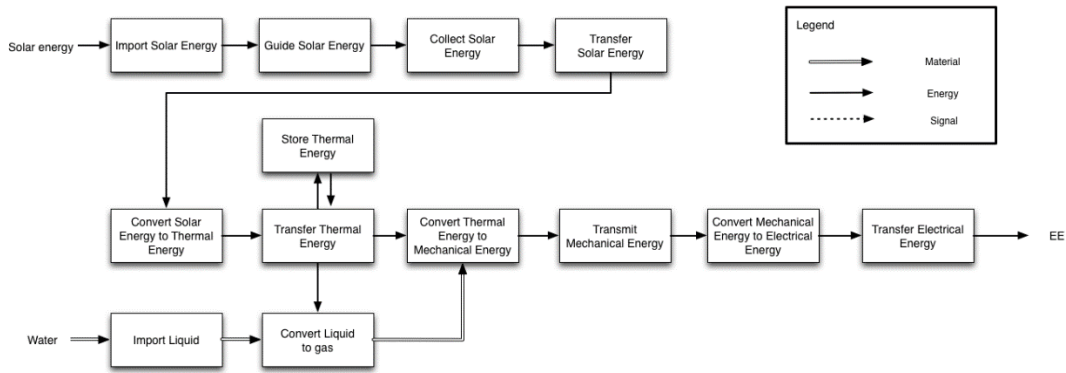 Solar energy
Import Solar Energy
Guide Solar Energy
Collect Solar
Energy
Transfer
Solar Energy
Legend
Material
Energy
Signal
Store Thermal
Energy
Convert Solar
Energy to Thermal
Energy
Transfer Thermal
Energy
Convert Thermal
Energy to
Mechanical Energy
Transmit
Mechanical Energy
Convert Mechanical
Energy to Electrical
Energy
Transfer Electrical
Energy
EE
Water
Import Liquid
Convert Liquid
to gas